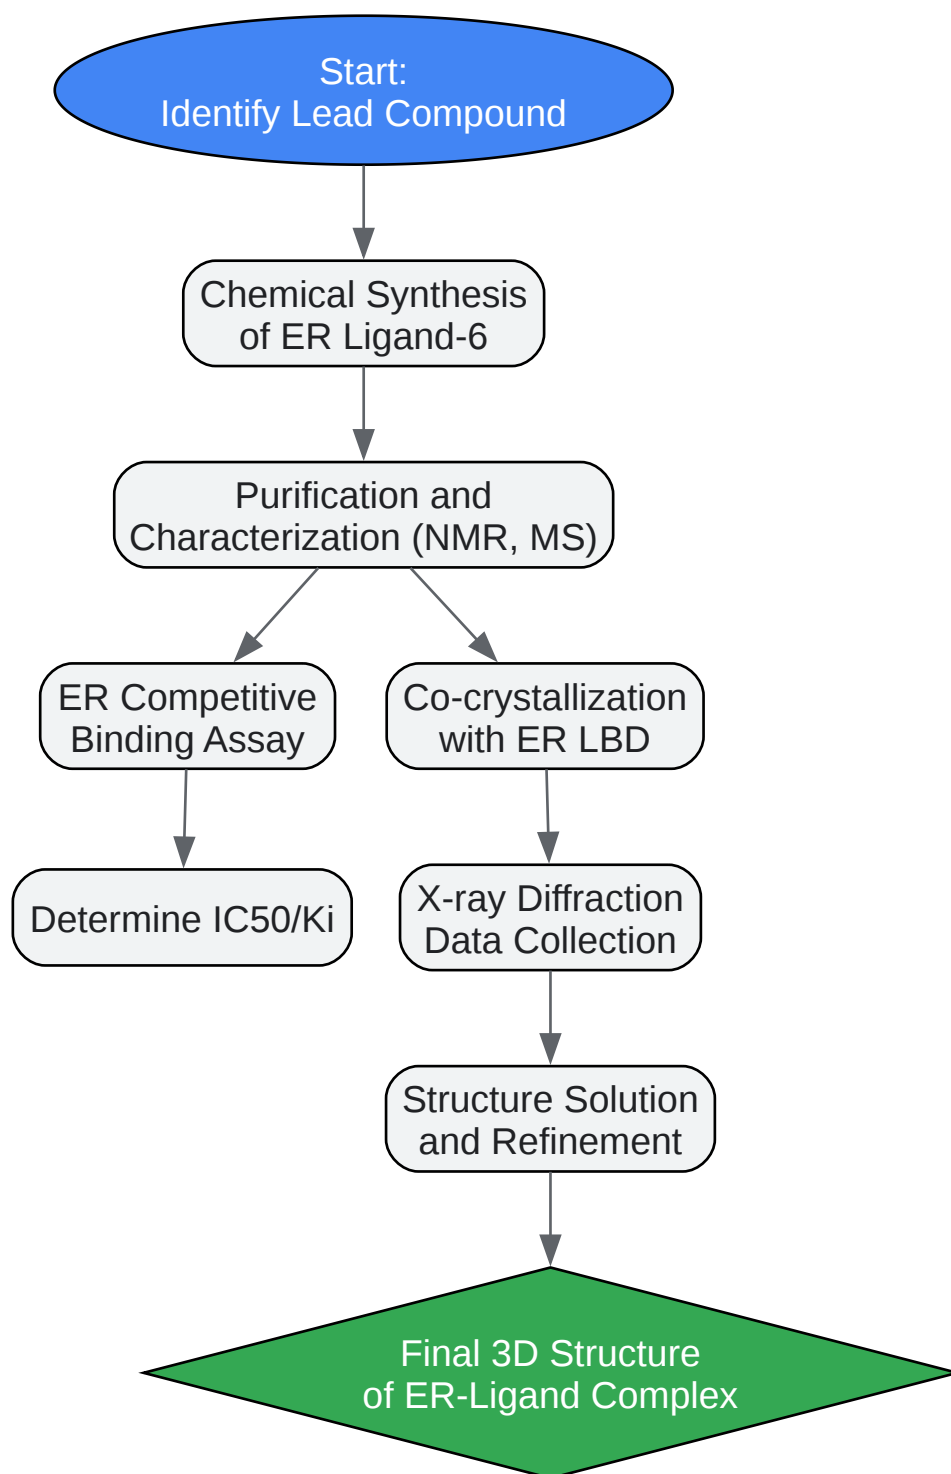 Start:
Identify Lead Compound
Chemical Synthesis
of ER Ligand-6
Purification and
Characterization (NMR, MS)
ER Competitive
Binding Assay
Co-crystallization
with ER LBD
Determine IC50/Ki
X-ray Diffraction
Data Collection
Structure Solution
and Refinement
Final 3D Structure
of ER-Ligand Complex